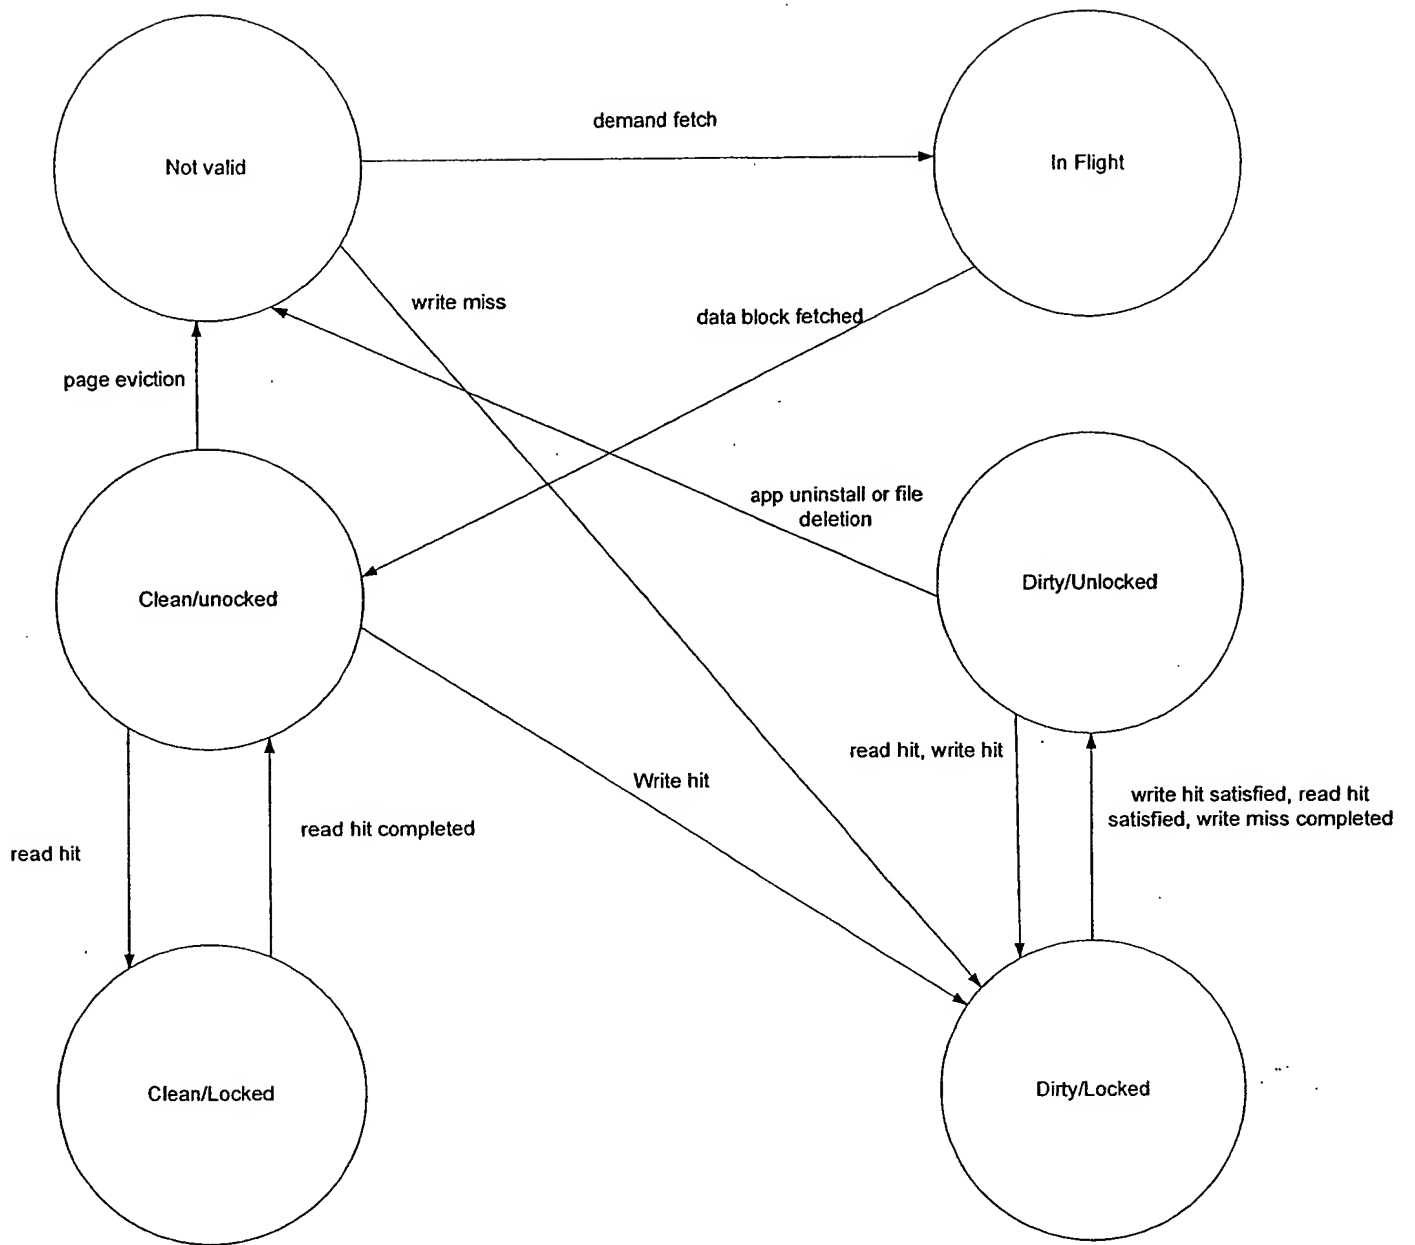 demand fetch
Not valid
In Flight
write miss
data block fetched
page eviction
app uninstall or file
deletion
Clean/unocked
Dirty/Unlocked
read hit, write hit
Write hit
write hit satisfied, read hit
satisfied, write miss completed
read hit completed
read hit
Clean/Locked
Dirty/Locked